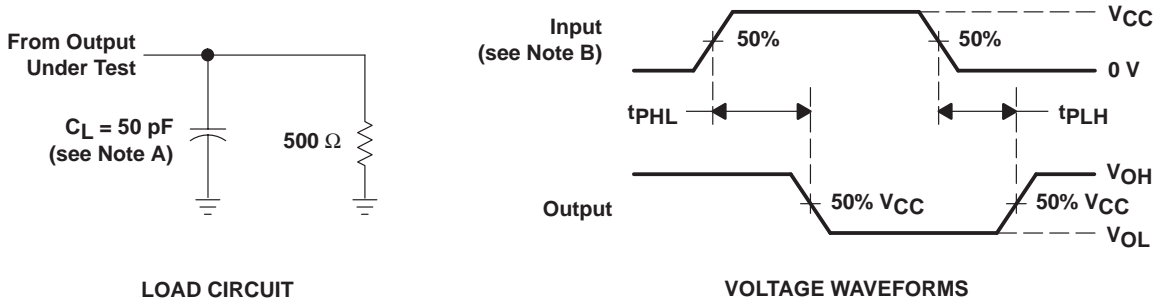 From Output
Under Test
CL = 50 pF
(see Note A)
500 Ω
LOAD CIRCUIT
Input
(see Note B)
50%
50%
VCC
0 V
tPHL
tPLH
Output
50% VCC
50% VCC
VOH
VOL
VOLTAGE WAVEFORMS